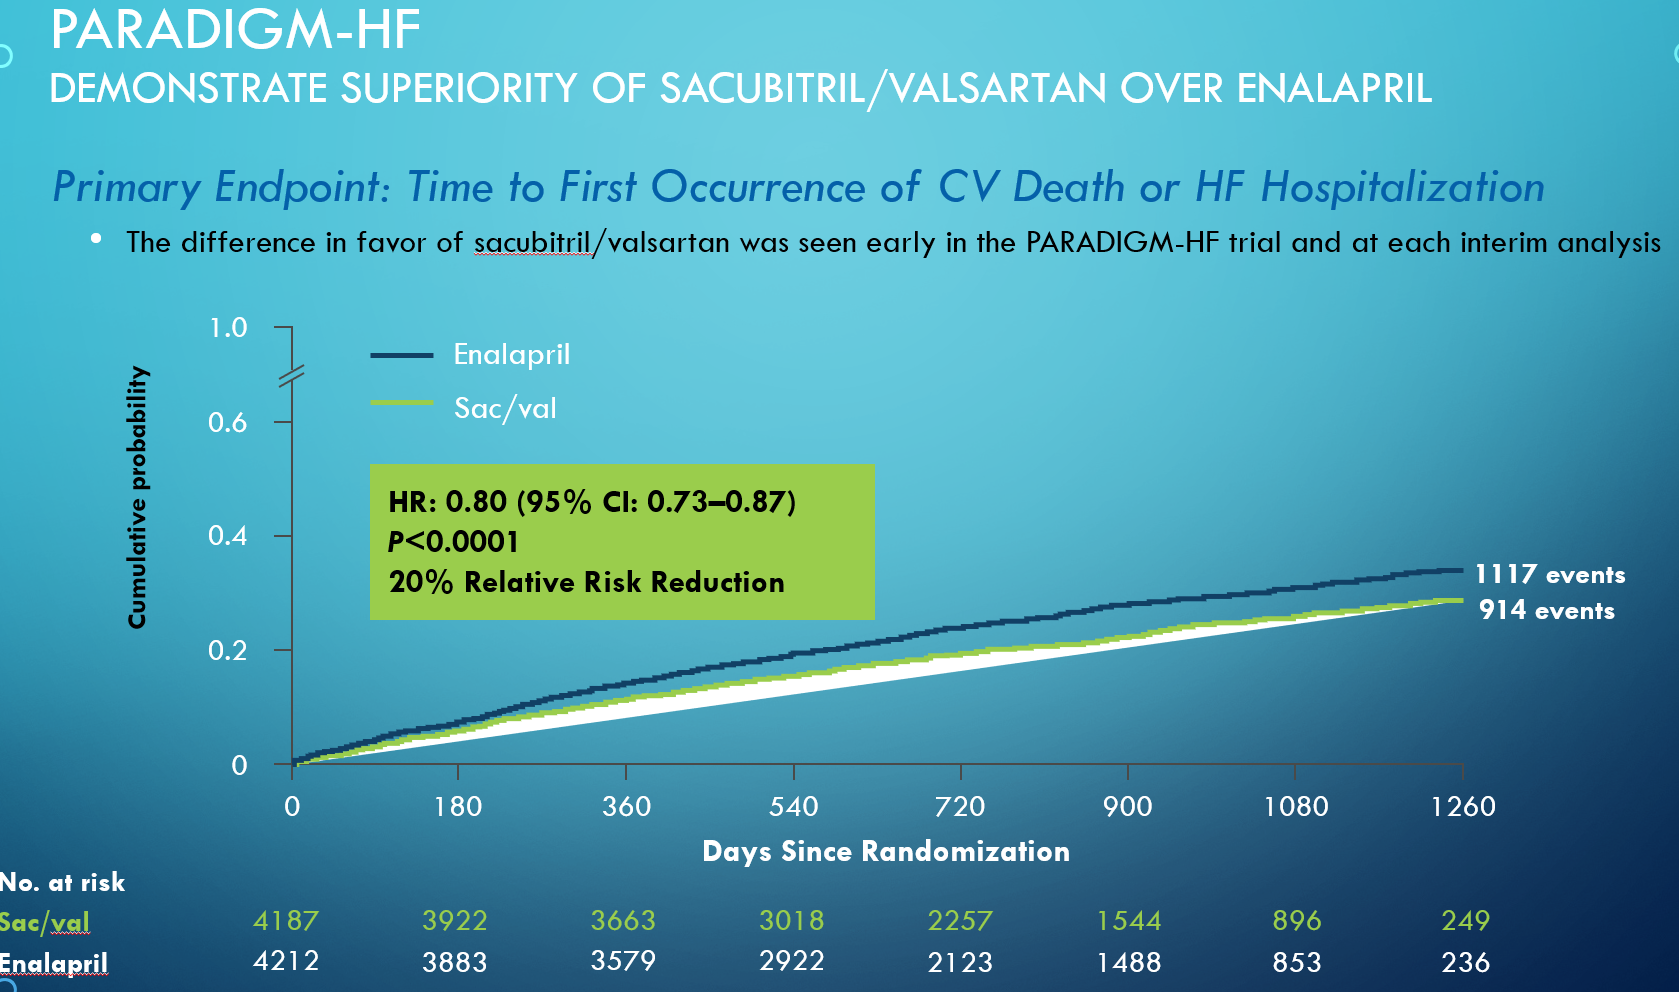 PARADIGM-HF
DEMONSTRATE SUPERIORITY OF SACUBITRIL/VALSARTAN OVER ENALAPRIL
Primary Endpoint: Time to First Occurrence of CV Death or HF Hospitalization
• The difference in favor of sacubitril/valsartan was seen early in the PARADIGM-HF trial and at each interim analysis
Cumulative probability
1.0
0.6
0.4
0.2
0
Enalapril
Sac/val
HR: 0.80 (95% CI: 0.73–0.87)
P<0.0001
20% Relative Risk Reduction
1117 events
914 events
0 180 360 540 720 900 1080 1260
Days Since Randomization
No. at risk
Sac/val 4187 3922 3663 3018 2257 1544 896 249
Enalapril 4212 3883 3579 2922 2123 1488 853 236